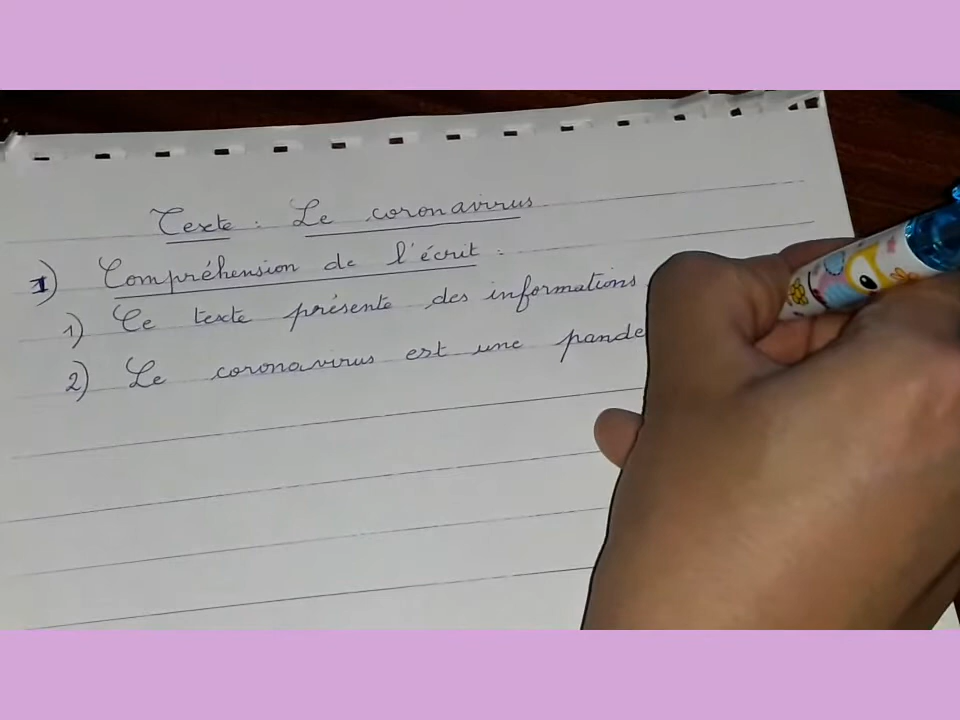 Texte : Le coronavirus
I) Compréhension de l'écrit :
1) Ce texte présente des informations
2) Le coronavirus est une pande